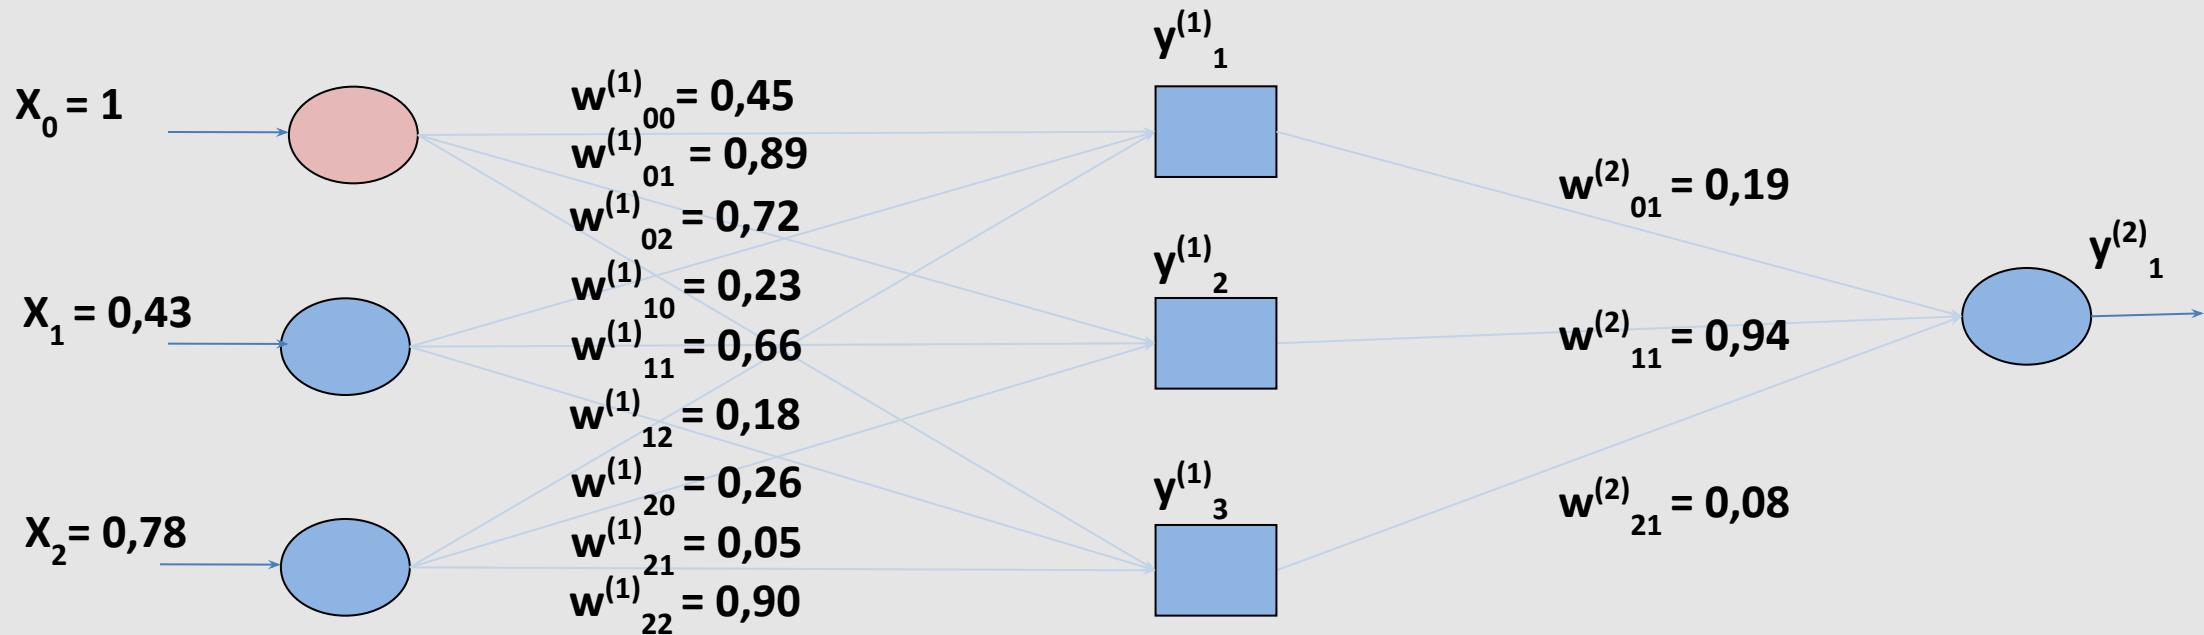 y(1)1
X0 = 1
w(1)00= 0,45
w(1)01 = 0,89
w(1)02 = 0,72
w(2)01 = 0,19
y(1)2
y(2)1
X1 = 0,43
w(1)10 = 0,23
w(1)11 = 0,66
w(2)11 = 0,94
w(1)12 = 0,18
y(1)3
X2= 0,78
w(1)20 = 0,26
w(1)21 = 0,05
w(1)22 = 0,90
w(2)21 = 0,08